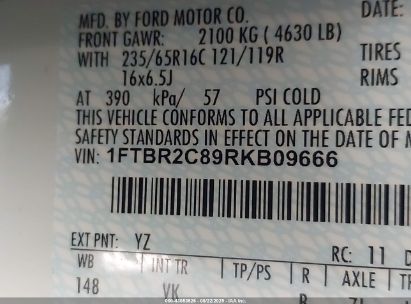 MFD. BY FORD MOTOR CO.
DATE:
FRONT GAWR: 2100 KG ( 4630 LB)
WITH 235/65R16C 121/119R
TIRES
16x6.5J
RIMS
AT 390 kPa/ 57 PSI COLD
THIS VEHICLE CONFORMS TO ALL APPLICABLE FED
SAFETY STANDARDS IN EFFECT ON THE DATE OF M
VIN: 1FTBR2C89RKB09666
EXT PNT: YZ
RC: 11
WB INT TR TP/PS R AXLE TR
148 VK